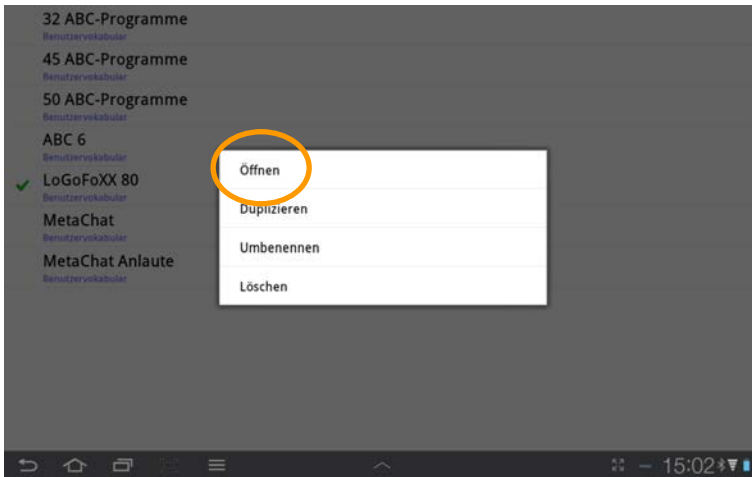 32 ABC-Programme
Benutzervokabular
45 ABC-Programme
Benutzervokabular
50 ABC-Programme
Benutzervokabular
ABC 6
Benutzervokabular
LoGoFoXX 80
Benutzervokabular
MetaChat
Benutzervokabular
MetaChat Anlaute
Benutzervokabular
Öffnen
Duplizieren
Umbenennen
Löschen
15:02